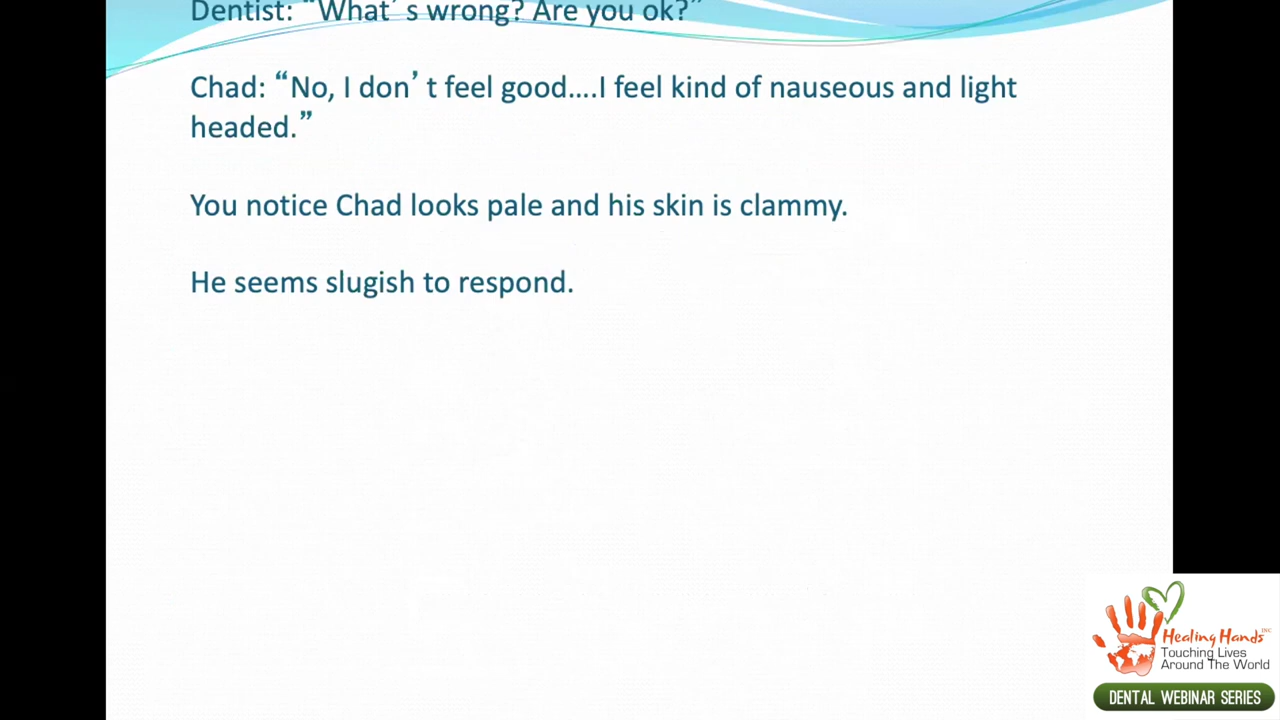 Dentist: “What’s wrong? Are you ok?”
Chad: “No, I don’t feel good….I feel kind of nauseous and light
headed.”
You notice Chad looks pale and his skin is clammy.
He seems slugish to respond.
Healing Hands INC
Touching Lives
Around The World
DENTAL WEBINAR SERIES